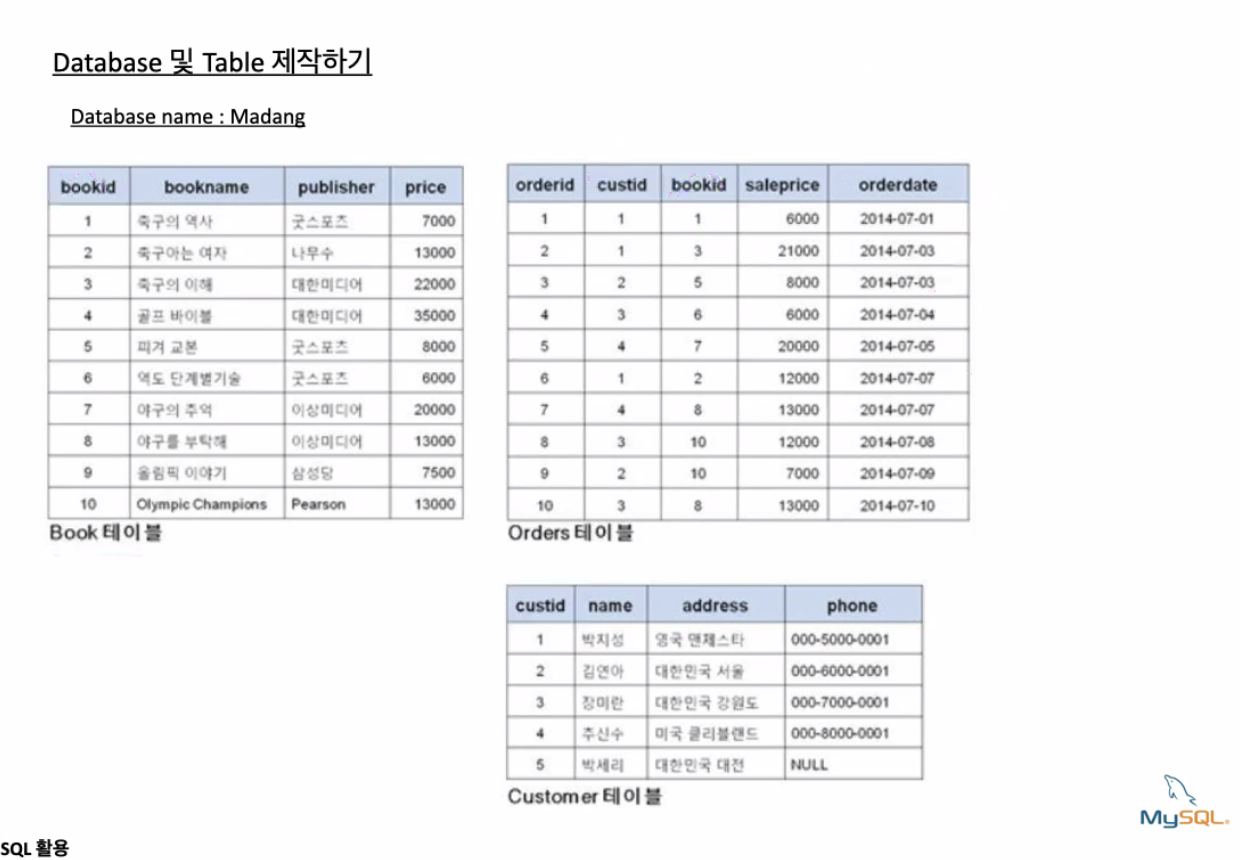 Database 및 Table 제작하기
Database name : Madang
bookid bookname publisher price
1 축구의 역사 굿스포츠 7000
2 축구아는 여자 나무수 13000
3 축구의 이해 대한미디어 22000
4 골프 바이블 대한미디어 35000
5 피겨 교본 굿스포츠 8000
6 역도 단계별기술 굿스포츠 6000
7 야구의 추억 이상미디어 20000
8 야구를 부탁해 이상미디어 13000
9 올림픽 이야기 삼성당 7500
10 Olympic Champions Pearson 13000
Book 테이블
orderid custid bookid saleprice orderdate
1 1 1 6000 2014-07-01
2 1 3 21000 2014-07-03
3 2 5 8000 2014-07-03
4 3 6 6000 2014-07-04
5 4 7 20000 2014-07-05
6 1 2 12000 2014-07-07
7 4 8 13000 2014-07-07
8 3 10 12000 2014-07-08
9 2 10 7000 2014-07-09
10 3 8 13000 2014-07-10
Orders 테이블
custid name address phone
1 박지성 영국 맨체스타 000-5000-0001
2 김연아 대한민국 서울 000-6000-0001
3 장미란 대한민국 강원도 000-7000-0001
4 추신수 미국 클리블랜드 000-8000-0001
5 박세리 대한민국 대전 NULL
Customer 테이블
MySQL
SQL 활용